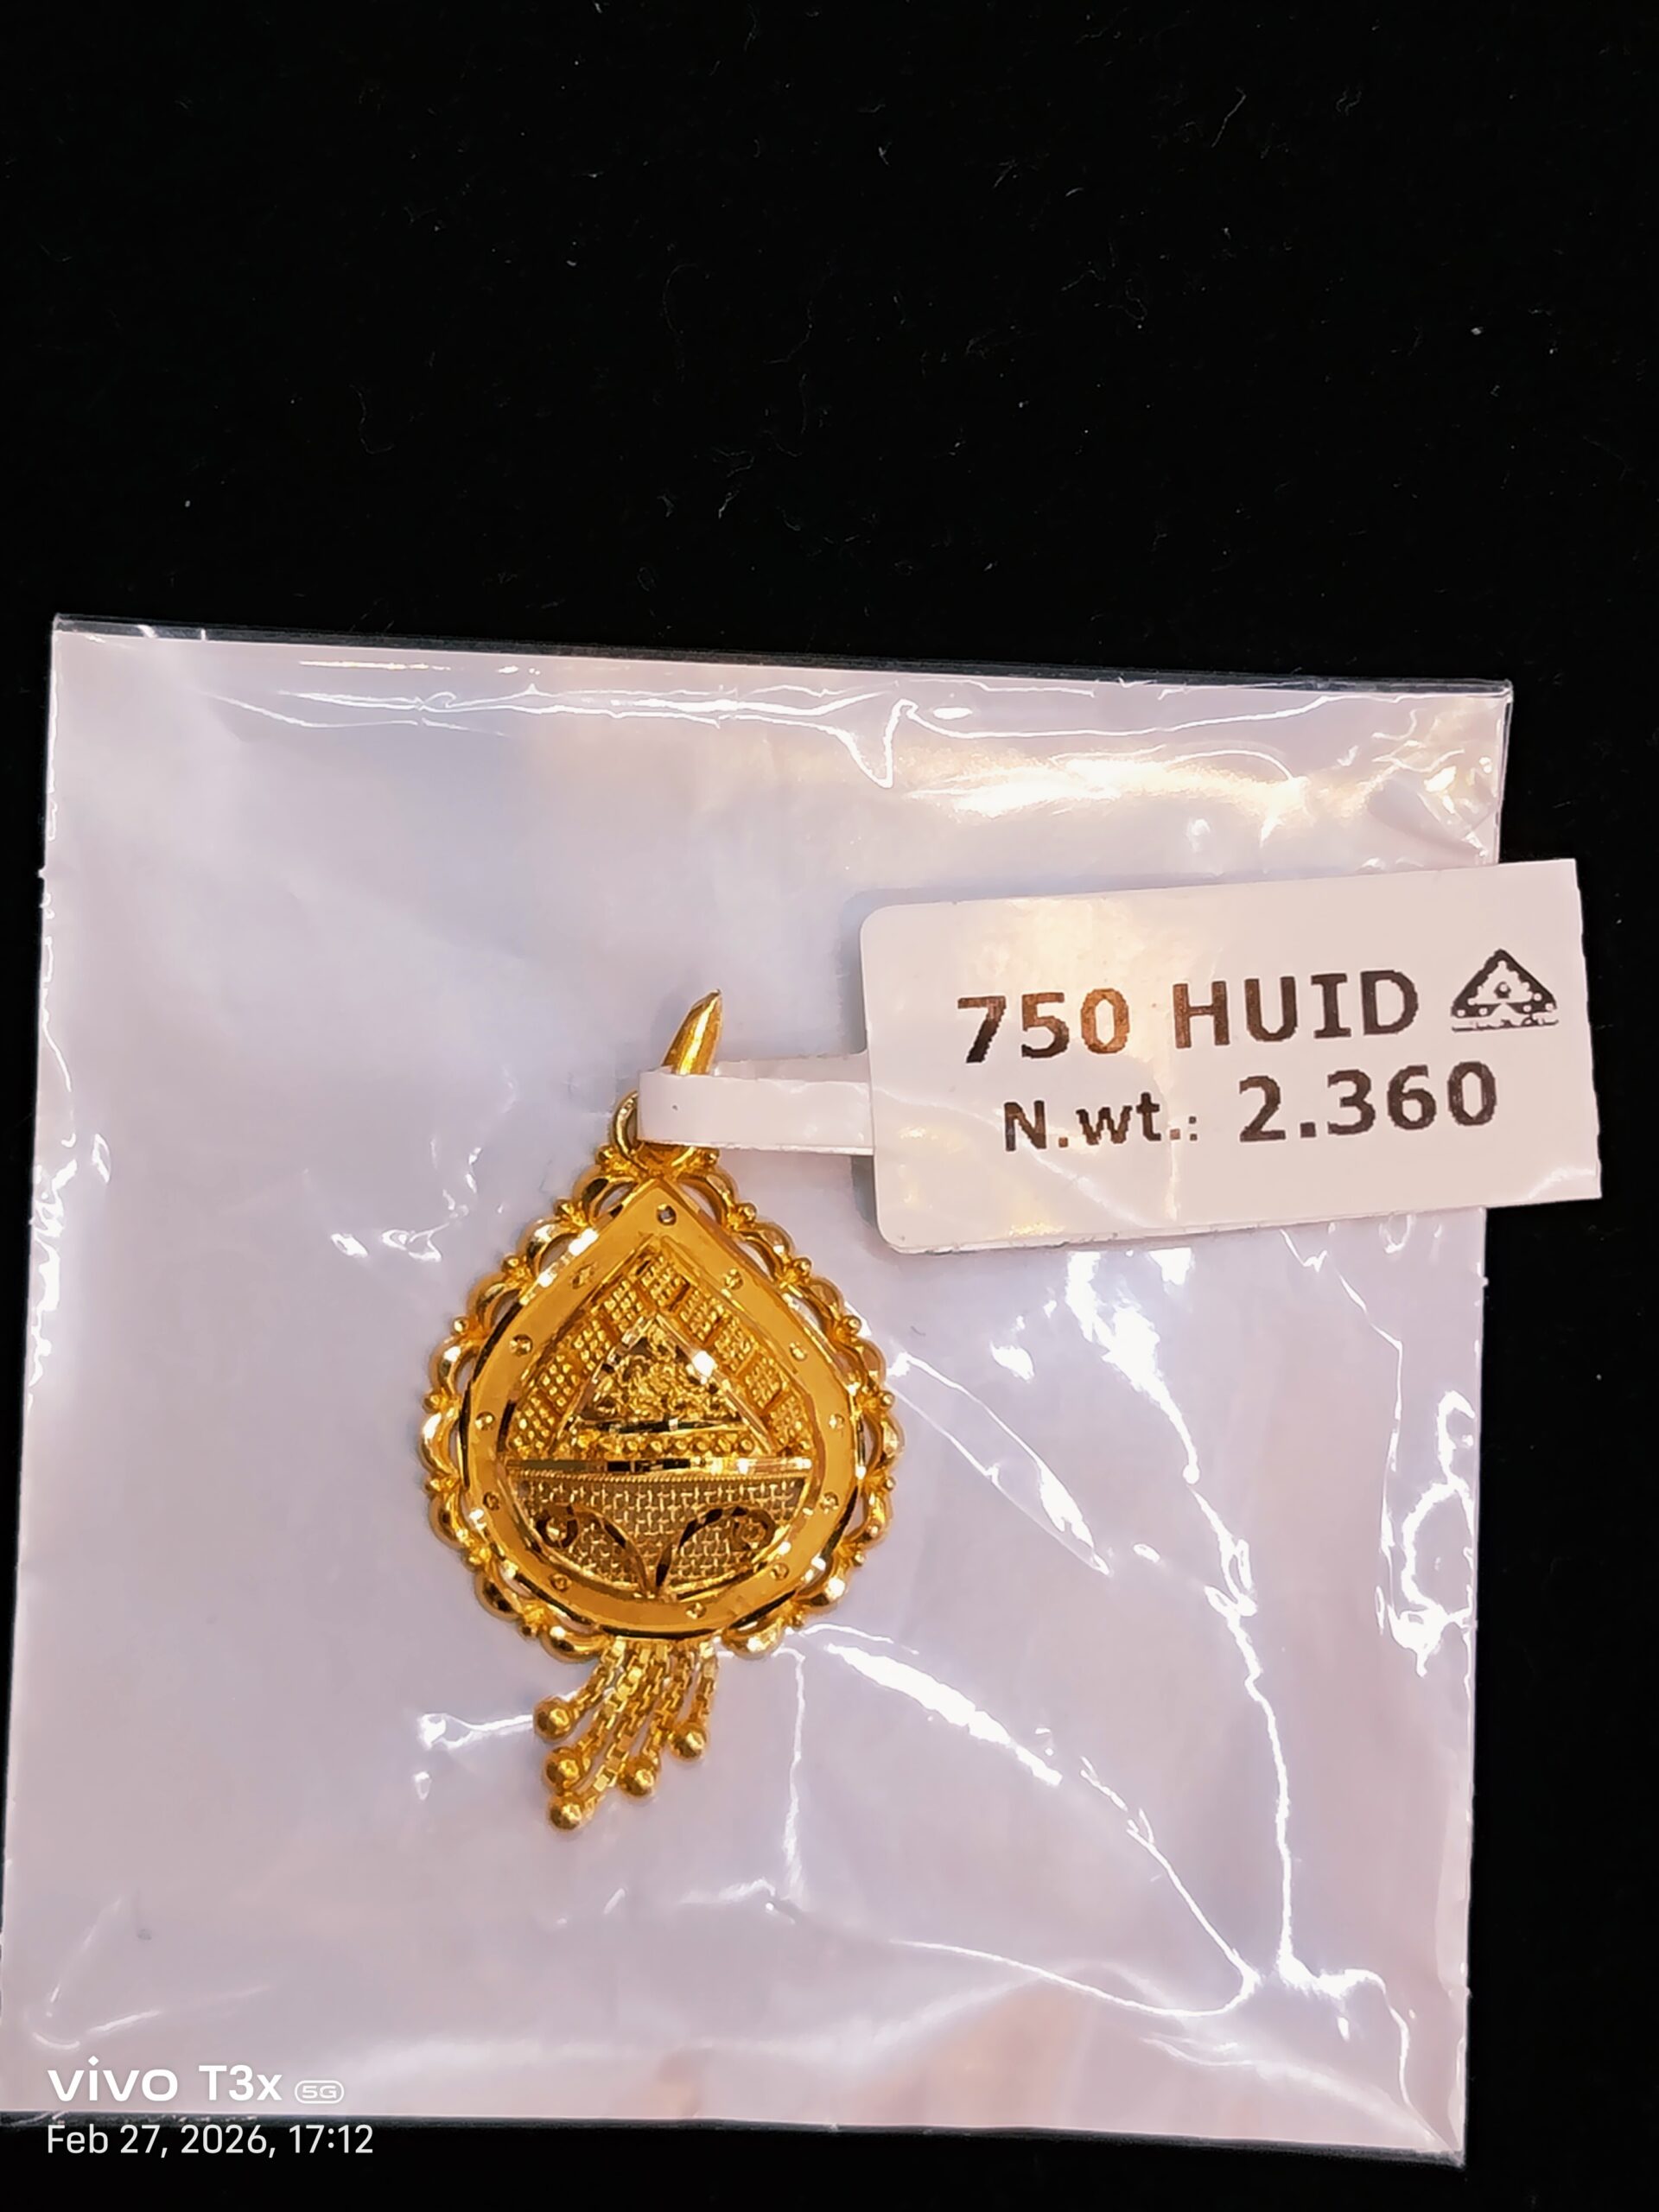 750 HUID
N.wt.: 2.360
vivo T3x 5G
Feb 27, 2026, 17:12